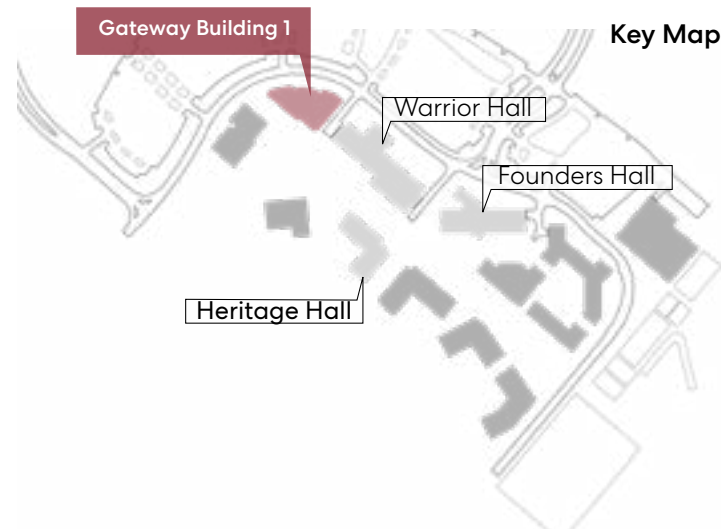 Gateway Building 1
Key Map
Warrior Hall
Founders Hall
Heritage Hall